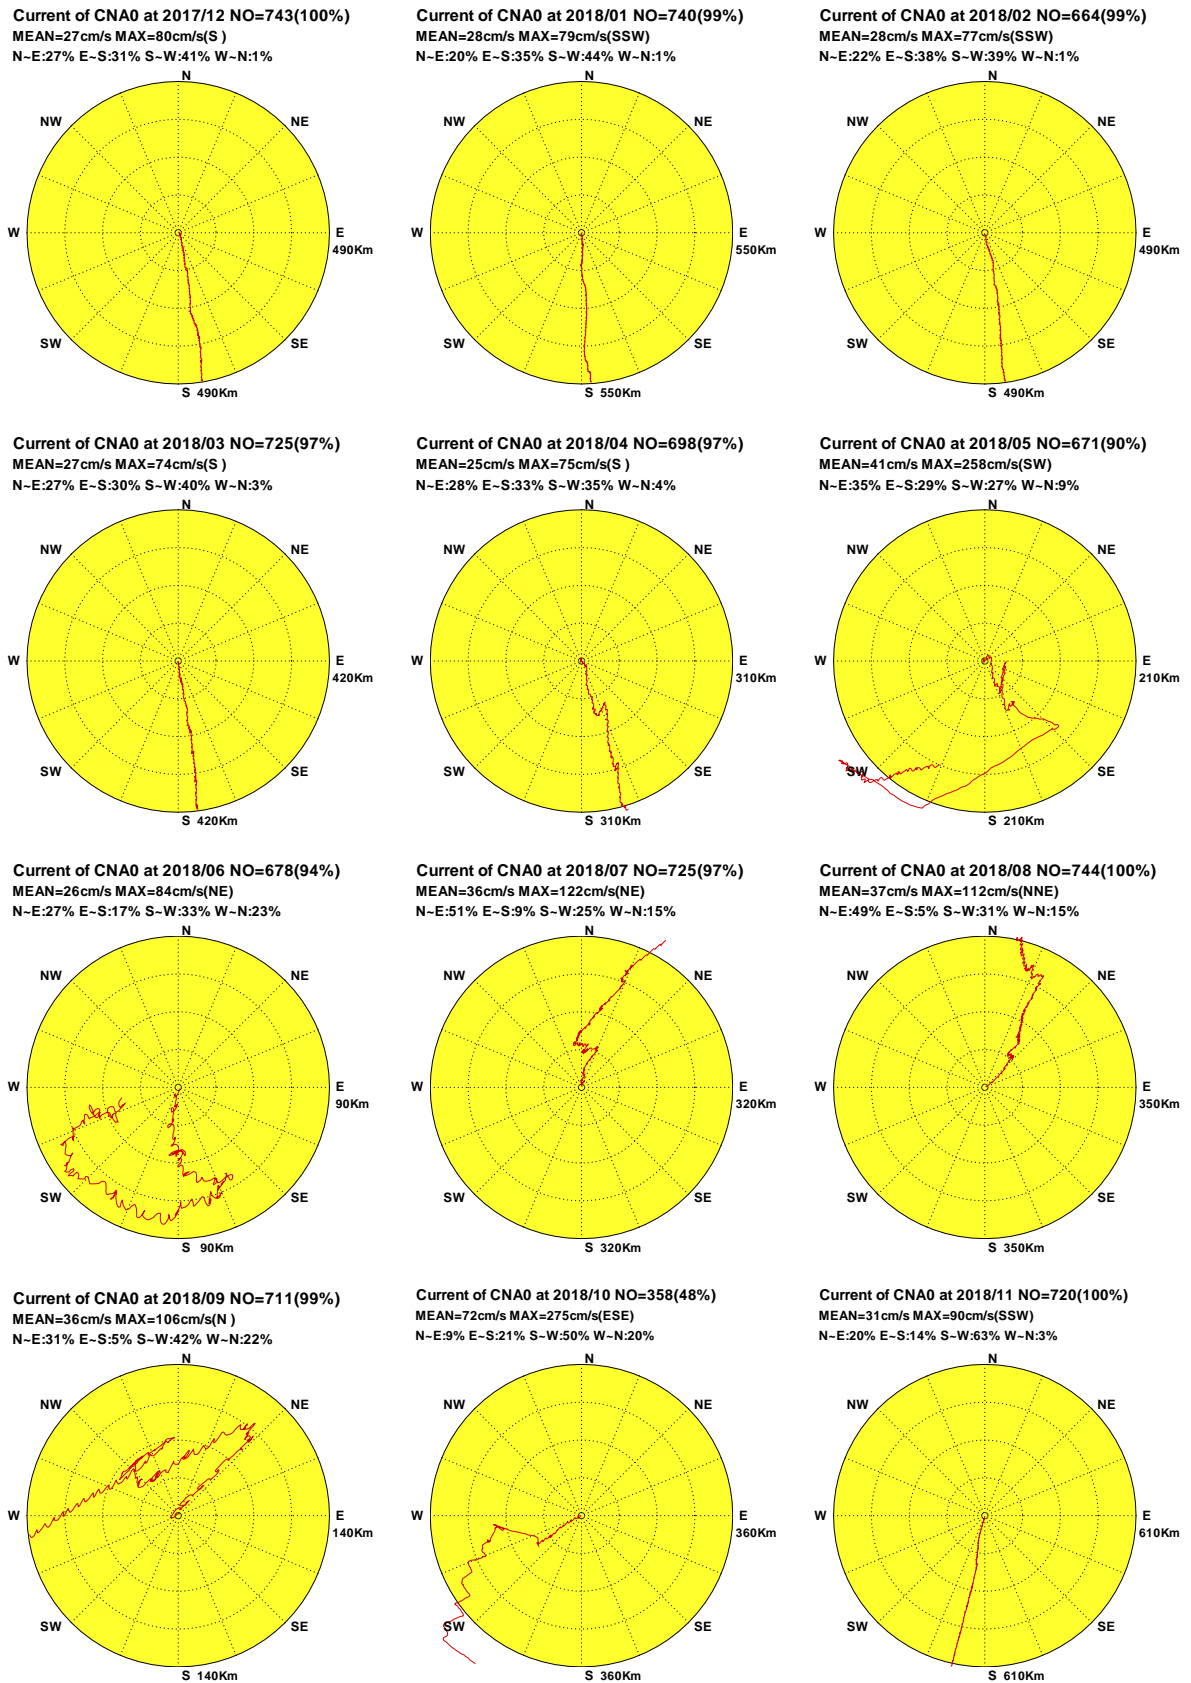 Current of CNA0 at 2017/12 NO=743(100%)
MEAN=27cm/s MAX=80cm/s(S )
N~E:27% E~S:31% S~W:41% W~N:1%
N
NW
NE
W
E
490Km
SW
SE
S 490Km
Current of CNA0 at 2018/01 NO=740(99%)
MEAN=28cm/s MAX=79cm/s(SSW)
N~E:20% E~S:35% S~W:44% W~N:1%
N
NW
NE
W
E
550Km
SW
SE
S 550Km
Current of CNA0 at 2018/02 NO=664(99%)
MEAN=28cm/s MAX=77cm/s(SSW)
N~E:22% E~S:38% S~W:39% W~N:1%
N
NW
NE
W
E
490Km
SW
SE
S 490Km
Current of CNA0 at 2018/03 NO=725(97%)
MEAN=27cm/s MAX=74cm/s(S )
N~E:27% E~S:30% S~W:40% W~N:3%
N
NW
NE
W
E
420Km
SW
SE
S 420Km
Current of CNA0 at 2018/04 NO=698(97%)
MEAN=25cm/s MAX=75cm/s(S )
N~E:28% E~S:33% S~W:35% W~N:4%
N
NW
NE
W
E
310Km
SW
SE
S 310Km
Current of CNA0 at 2018/05 NO=671(90%)
MEAN=41cm/s MAX=258cm/s(SW)
N~E:35% E~S:29% S~W:27% W~N:9%
N
NW
NE
W
E
210Km
SW
SE
S 210Km
Current of CNA0 at 2018/06 NO=678(94%)
MEAN=26cm/s MAX=84cm/s(NE)
N~E:27% E~S:17% S~W:33% W~N:23%
N
NW
NE
W
E
90Km
SW
SE
S 90Km
Current of CNA0 at 2018/07 NO=725(97%)
MEAN=36cm/s MAX=122cm/s(NE)
N~E:51% E~S:9% S~W:25% W~N:15%
N
NW
NE
W
E
320Km
SW
SE
S 320Km
Current of CNA0 at 2018/08 NO=744(100%)
MEAN=37cm/s MAX=112cm/s(NNE)
N~E:49% E~S:5% S~W:31% W~N:15%
N
NW
NE
W
E
350Km
SW
SE
S 350Km
Current of CNA0 at 2018/09 NO=711(99%)
MEAN=36cm/s MAX=106cm/s(N )
N~E:31% E~S:5% S~W:42% W~N:22%
N
NW
NE
W
E
140Km
SW
SE
S 140Km
Current of CNA0 at 2018/10 NO=358(48%)
MEAN=72cm/s MAX=275cm/s(ESE)
N~E:9% E~S:21% S~W:50% W~N:20%
N
NW
NE
W
E
360Km
SW
SE
S 360Km
Current of CNA0 at 2018/11 NO=720(100%)
MEAN=31cm/s MAX=90cm/s(SSW)
N~E:20% E~S:14% S~W:63% W~N:3%
N
NW
NE
W
E
610Km
SW
SE
S 610Km